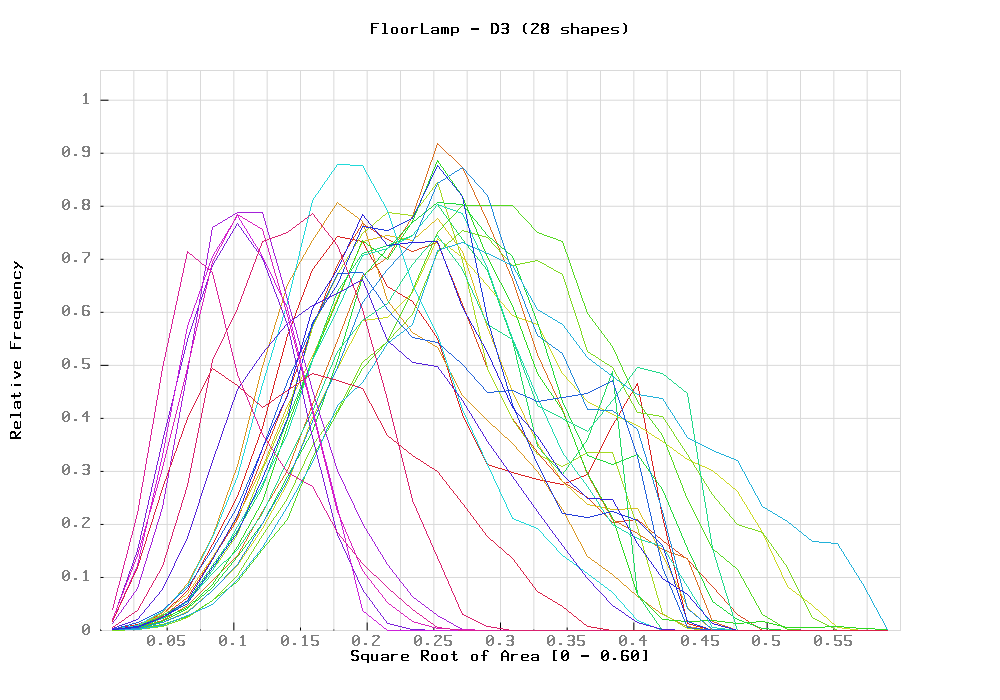 FloorLamp - D3 (28 shapes)
Relative Frequency
1
0.9
0.8
0.7
0.6
0.5
0.4
0.3
0.2
0.1
0
0.05 0.1 0.15 0.2 0.25 0.3 0.35 0.4 0.45 0.5 0.55
Square Root of Area [0 - 0.60]